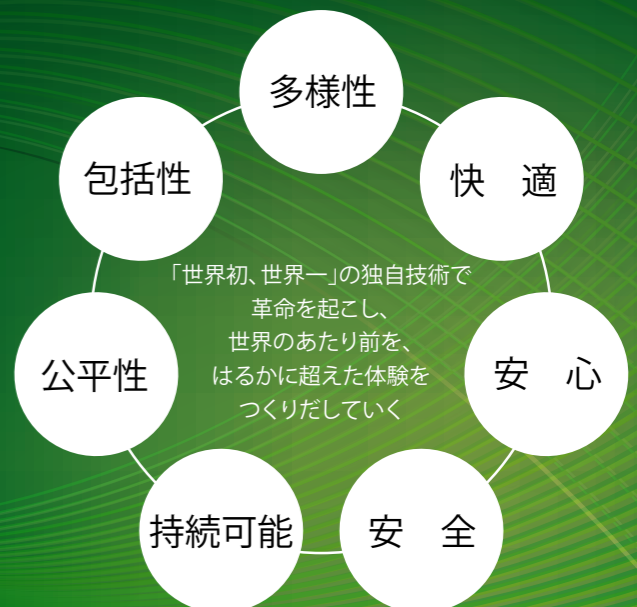 多様性
快　適
安　心
安　全
持続可能
公平性
包括性
「世界初、世界一」の独自技術で
革命を起こし、
世界のあたり前を、
はるかに超えた体験を
つくりだしていく